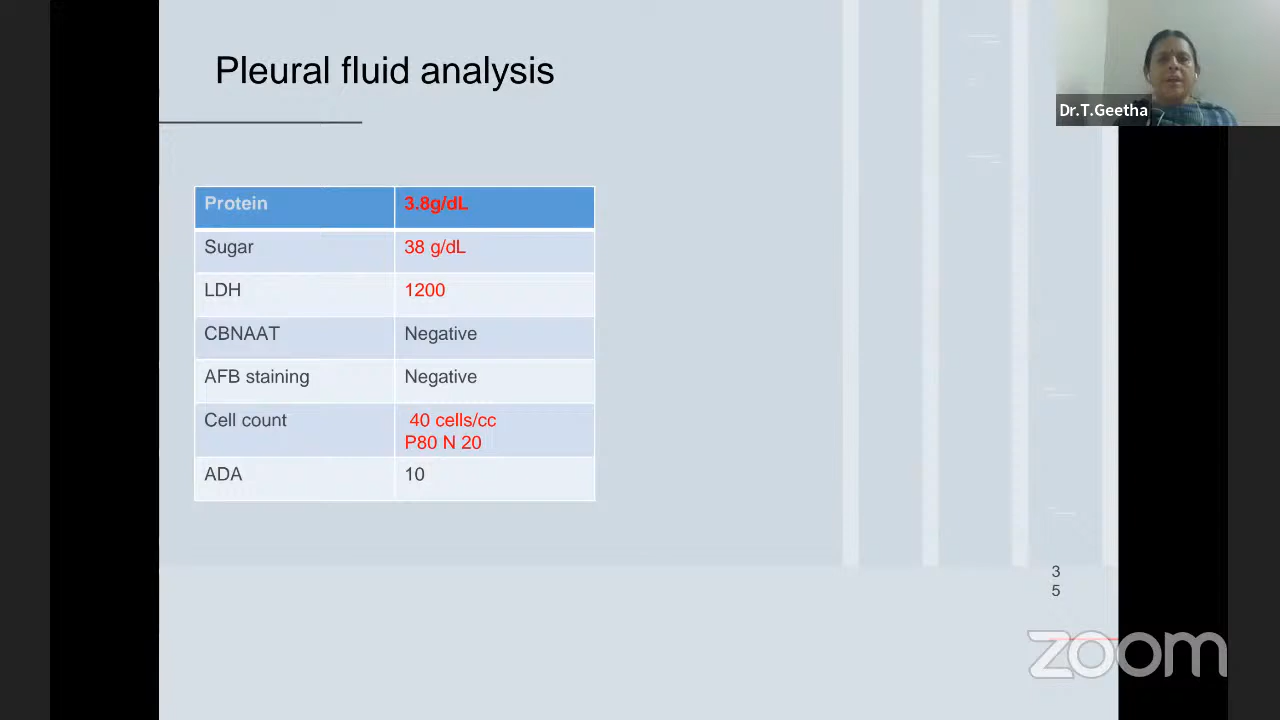 Pleural fluid analysis
Dr.T.Geetha
Protein 3.8g/dL
Sugar 38 g/dL
LDH 1200
CBNAAT Negative
AFB staining Negative
Cell count 40 cells/cc
P80 N 20
ADA 10
3
5
zoom